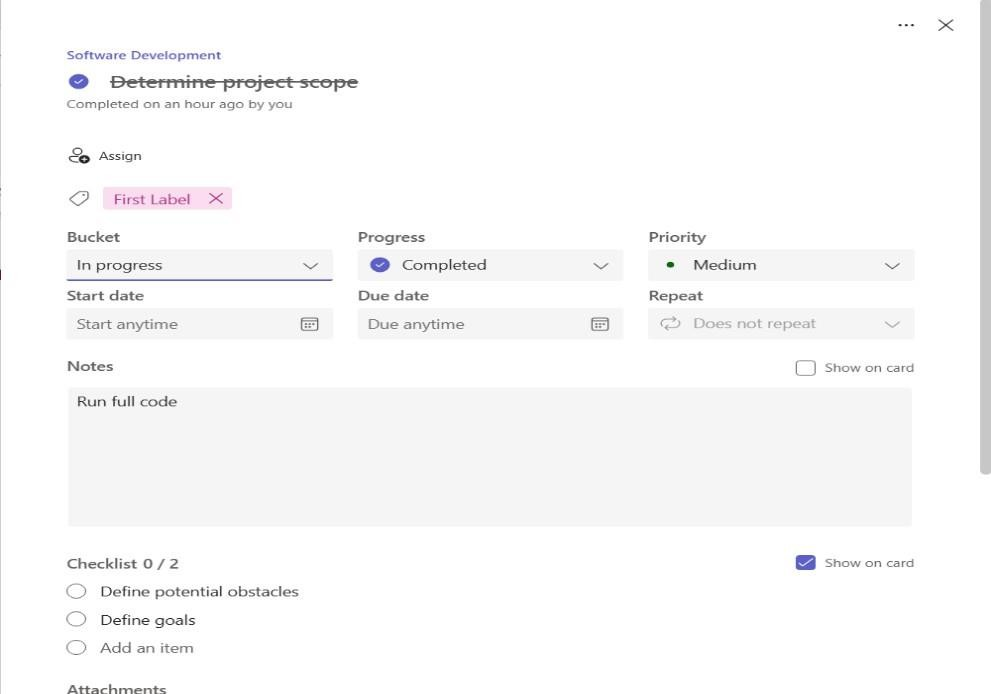 Software Development
Determine project scope
Completed on an hour ago by you
Assign
First Label
Bucket Progress Priority
In progress Completed Medium
Start date Due date Repeat
Start anytime Due anytime Does not repeat
Notes Show on card
Run full code
Checklist 0 / 2 Show on card
Define potential obstacles
Define goals
Add an item
Attachments